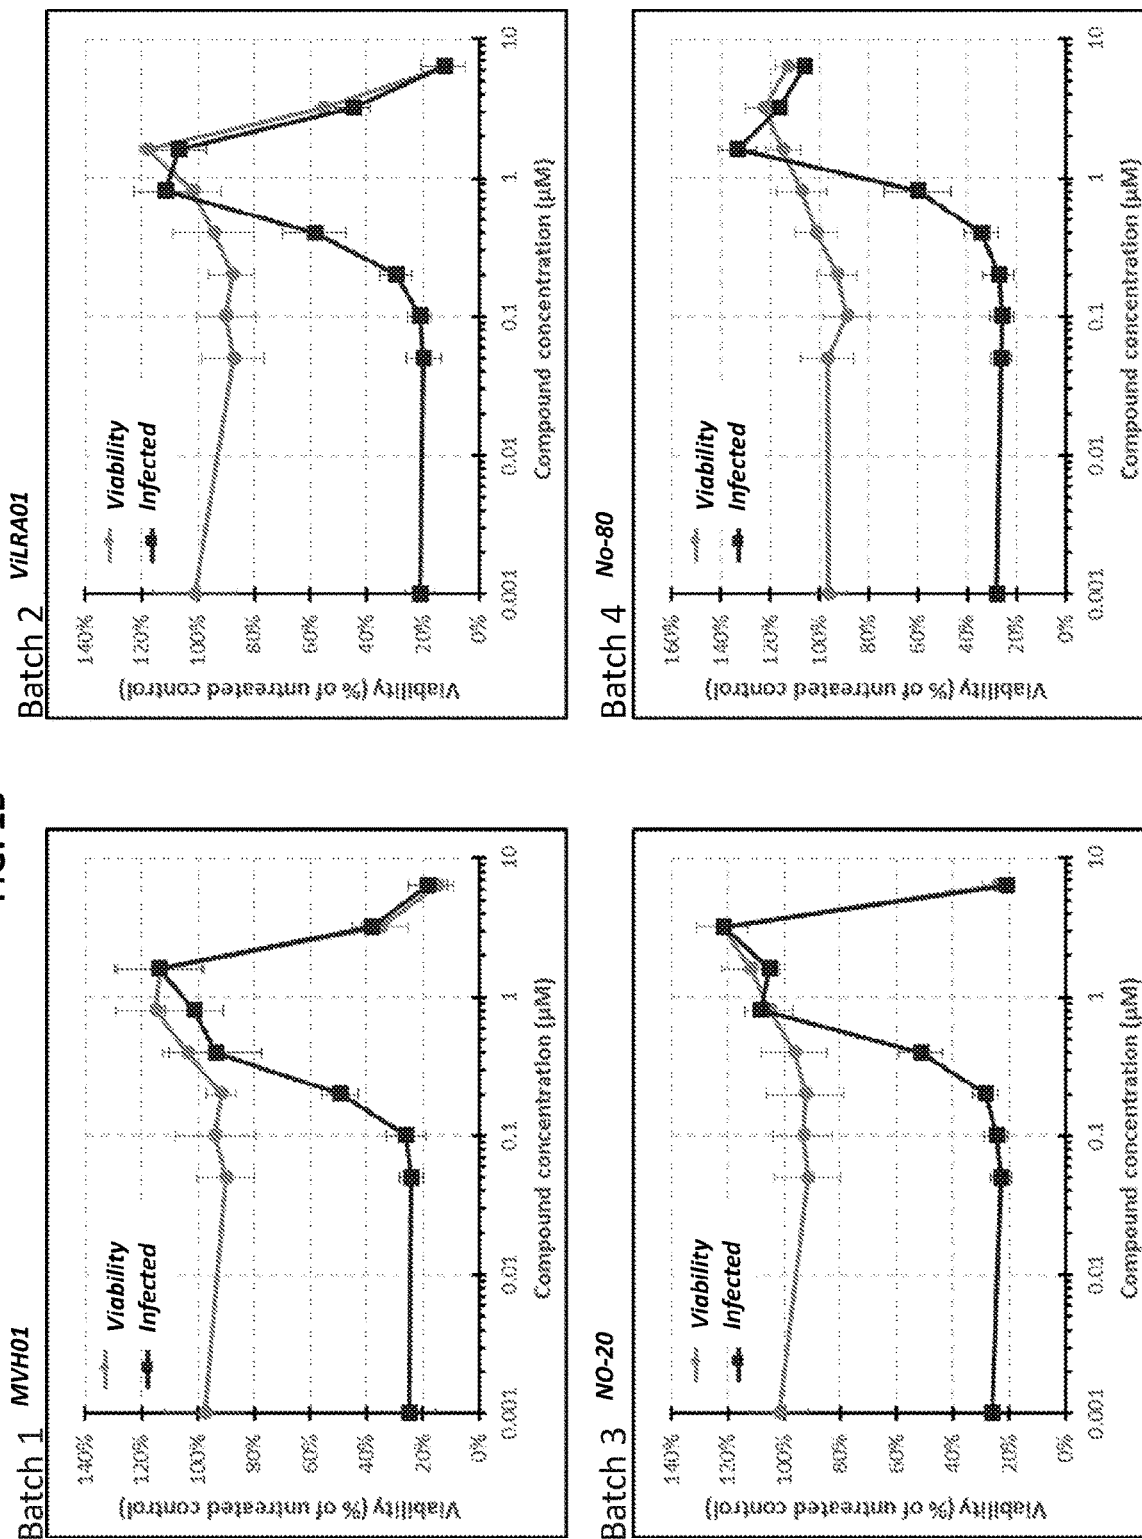 Batch 1
MVH01
140%
120%
100%
80%
60%
40%
20%
0%
Viability (% of untreated control)
Viability
Infected
0.001
0.01
0.1
1
10
Compound concentration (µM)
Batch 2
ViLRA01
140%
120%
100%
80%
60%
40%
20%
0%
Viability (% of untreated control)
Viability
Infected
0.001
0.01
0.1
1
10
Compound concentration (µM)
Batch 3
NO-20
140%
120%
100%
80%
60%
40%
20%
0%
Viability (% of untreated control)
Viability
Infected
0.001
0.01
0.1
1
10
Compound concentration (µM)
Batch 4
No-80
160%
140%
120%
100%
80%
60%
40%
20%
0%
Viability (% of untreated control)
Viability
Infected
0.001
0.01
0.1
1
10
Compound concentration (µM)